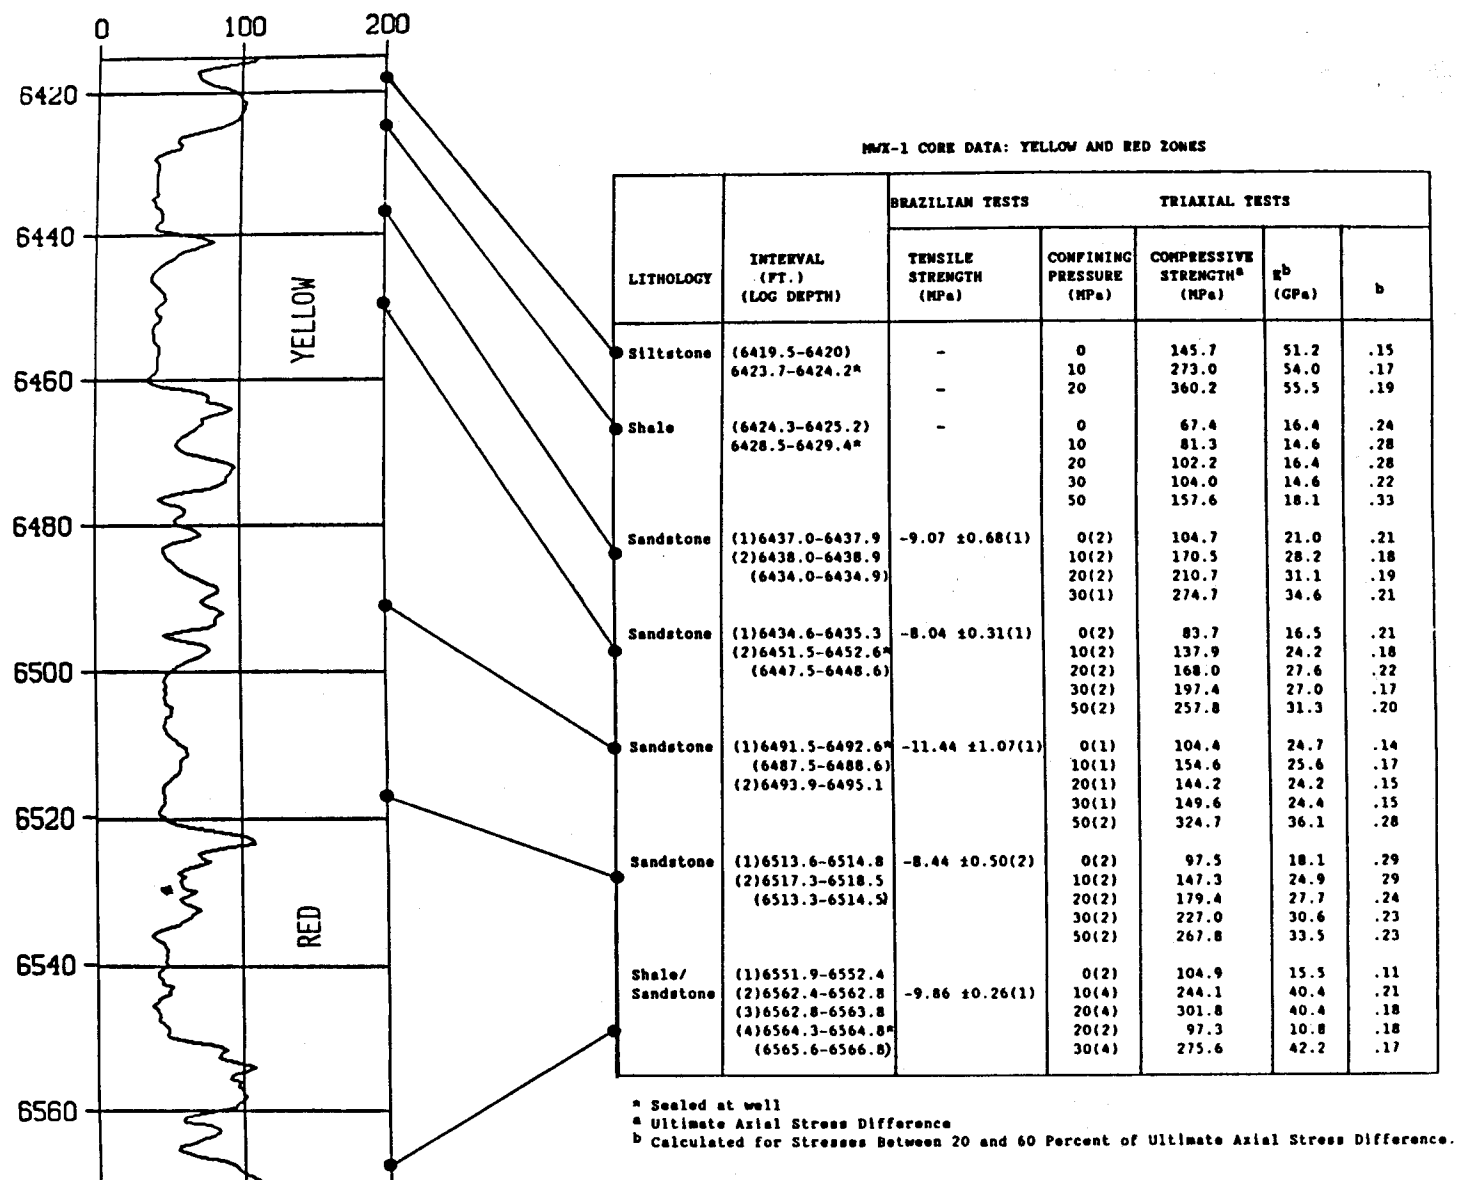 0 100 200
6420
6440
6460
6480
6500
6520
6540
6560
YELLOW
RED
MWX-1 CORE DATA: YELLOW AND RED ZONES
BRAZILIAN TESTS TRIAXIAL TESTS
LITHOLOGY INTERVAL (FT.) (LOG DEPTH) TENSILE STRENGTH (MPa) CONFINING PRESSURE (MPa) COMPRESSIVE STRENGTHᵃ (MPa) Eᵇ (GPa) b
Siltstone (6419.5-6420) - 0 145.7 51.2 .15
6423.7-6424.2* 10 273.0 54.0 .17
- 20 360.2 55.5 .19
Shale (6424.3-6425.2) - 0 67.4 16.4 .24
6428.5-6429.4* 10 81.3 14.6 .28
20 102.2 16.4 .28
30 104.0 14.6 .22
50 157.6 18.1 .33
Sandstone (1)6437.0-6437.9 -9.07 ±0.68(1) 0(2) 104.7 21.0 .21
(2)6438.0-6438.9 10(2) 170.5 28.2 .18
(6434.0-6434.9) 20(2) 210.7 31.1 .19
30(1) 274.7 34.6 .21
Sandstone (1)6434.6-6435.3 -8.04 ±0.31(1) 0(2) 83.7 16.5 .21
(2)6451.5-6452.6* 10(2) 137.9 24.2 .18
(6447.5-6448.6) 20(2) 168.0 27.6 .22
30(2) 197.4 27.0 .17
50(2) 257.8 31.3 .20
Sandstone (1)6491.5-6492.6* -11.44 ±1.07(1) 0(1) 104.4 24.7 .14
(6487.5-6488.6) 10(1) 154.6 25.6 .17
(2)6493.9-6495.1 20(1) 144.2 24.2 .15
30(1) 149.6 24.4 .15
50(2) 324.7 36.1 .28
Sandstone (1)6513.6-6514.8 -8.44 ±0.50(2) 0(2) 97.5 18.1 .29
(2)6517.3-6518.5 10(2) 147.3 24.9 29
(6513.3-6514.5) 20(2) 179.4 27.7 .24
30(2) 227.0 30.6 .23
50(2) 267.8 33.5 .23
Shale/ (1)6551.9-6552.4 0(2) 104.9 15.5 .11
Sandstone (2)6562.4-6562.8 -9.86 ±0.26(1) 10(4) 244.1 40.4 .21
(3)6562.8-6563.8 20(4) 301.8 40.4 .18
(4)6564.3-6564.8* 20(2) 97.3 10.8 .18
(6565.6-6566.8) 30(4) 275.6 42.2 .17
* Sealed at well
ᵃ Ultimate Axial Stress Difference
ᵇ Calculated for Stresses Between 20 and 60 Percent of Ultimate Axial Stress Difference.